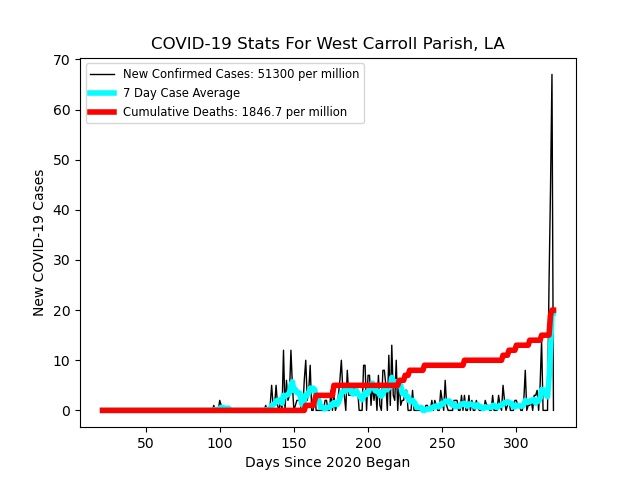 COVID-19 Stats For West Carroll Parish, LA
New Confirmed Cases: 51300 per million
7 Day Case Average
Cumulative Deaths: 1846.7 per million
New COVID-19 Cases
70
60
50
40
30
20
10
0
50 100 150 200 250 300
Days Since 2020 Began